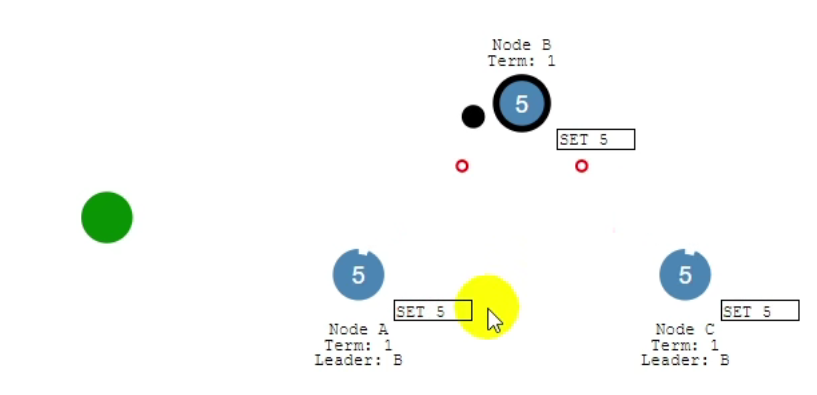 Node B
Term: 1
5
SET 5
5
SET 5
Node A
Term: 1
Leader: B
5
SET 5
Node C
Term: 1
Leader: B